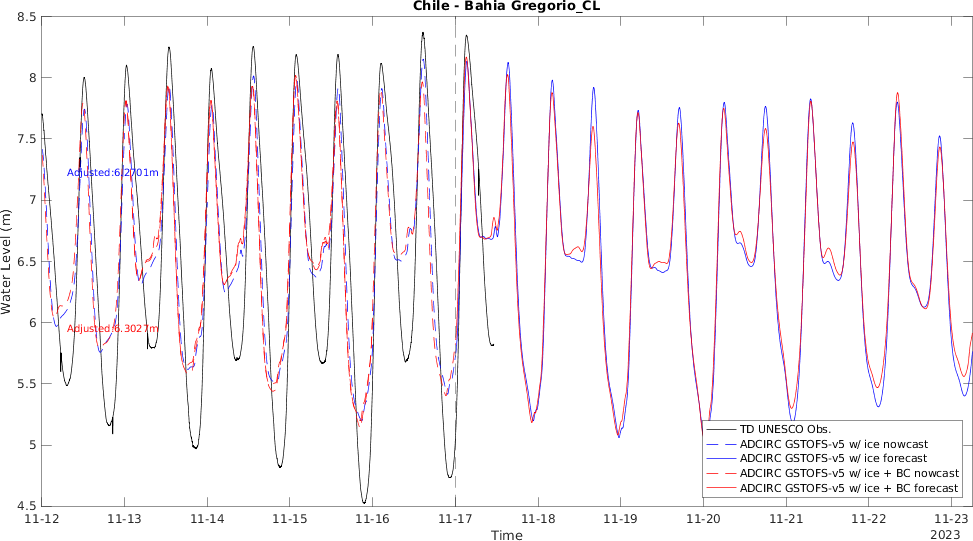 Chile - Bahia Gregorio_CL
Water Level (m)
8.5
8
7.5
7
6.5
6
5.5
5
4.5
Adjusted:6.2701m
Adjusted:6.3027m
TD UNESCO Obs.
ADCIRC GSTOFS-v5 w/ ice nowcast
ADCIRC GSTOFS-v5 w/ ice forecast
ADCIRC GSTOFS-v5 w/ ice + BC nowcast
ADCIRC GSTOFS-v5 w/ ice + BC forecast
11-12 11-13 11-14 11-15 11-16 11-17 11-18 11-19 11-20 11-21 11-22 11-23
2023
Time